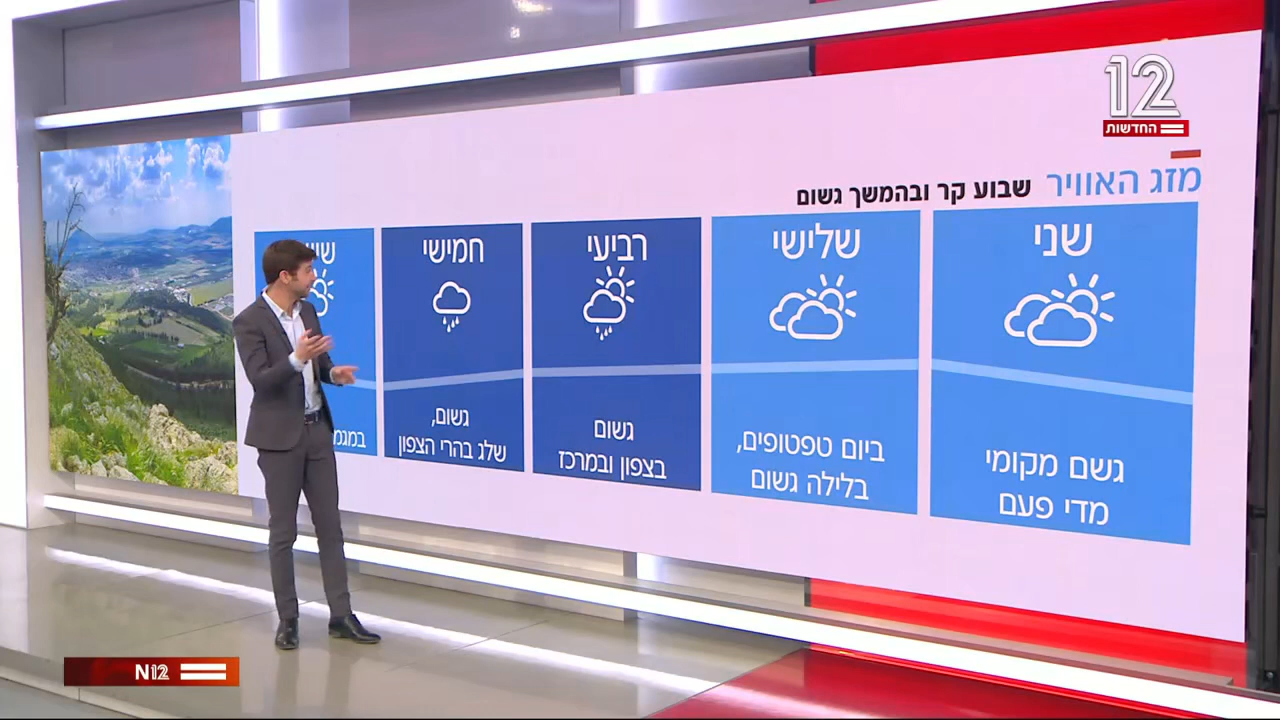 12
החדשות
מזג האוויר שבוע קר ובהמשך גשום
שני
גשם מקומי
מדי פעם
שלישי
ביום טפטופים,
בלילה גשום
רביעי
גשום
בצפון ובמרכז
חמישי
גשום,
שלג בהרי הצפון
N12